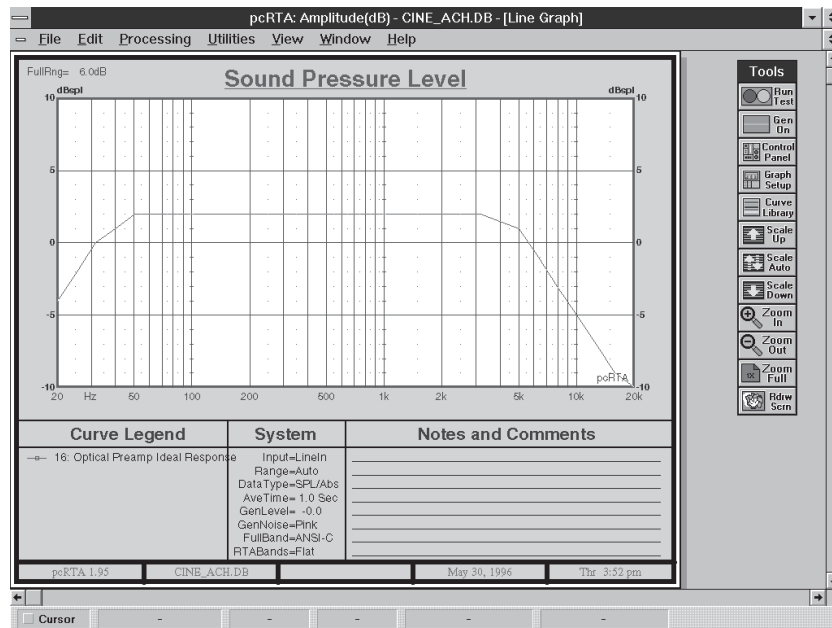 pcRTA: Amplitude(dB) - CINE_ACH.DB - [Line Graph]
File Edit Processing Utilities View Window Help
FullRng= 6.0dB
Sound Pressure Level
dBspl
dBspl
10
10
5
5
0
0
-5
-5
-10
-10
pcRTA
20 Hz 50 100 200 500 1k 2k 5k 10k 20k
Curve Legend
16: Optical Preamp Ideal Response
System
Input=LineIn
Range=Auto
DataType=SPL/Abs
AveTime= 1.0 Sec
GenLevel= -0.0
GenNoise=Pink
FullBand=ANSI-C
RTABands=Flat
Notes and Comments
pcRTA 1.95 CINE_ACH.DB May 30, 1996 Thr 3:52 pm
Tools
Run
Test
Gen
On
Control
Panel
Graph
Setup
Curve
Library
Scale
Up
Scale
Auto
Scale
Down
Zoom
In
Zoom
Out
Zoom
Full
Rdrw
Scrn
Cursor - - - - -